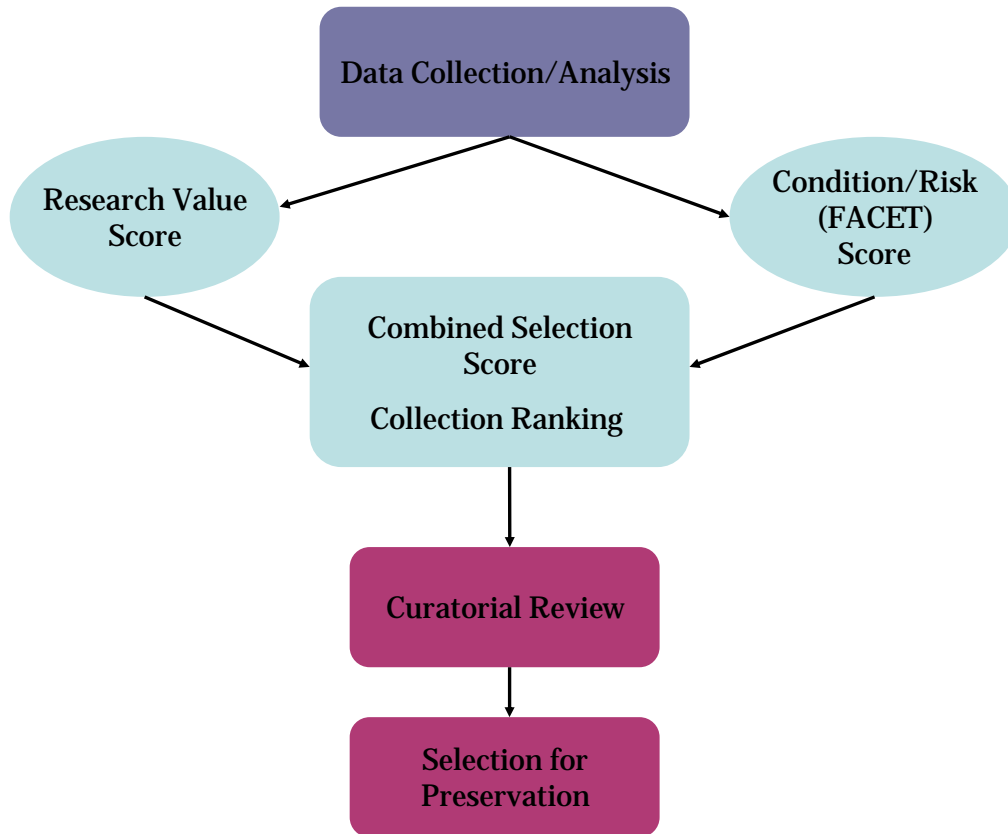 Data Collection/Analysis
Research Value
Score
Condition/Risk
(FACET)
Score
Combined Selection
Score
Collection Ranking
Curatorial Review
Selection for
Preservation